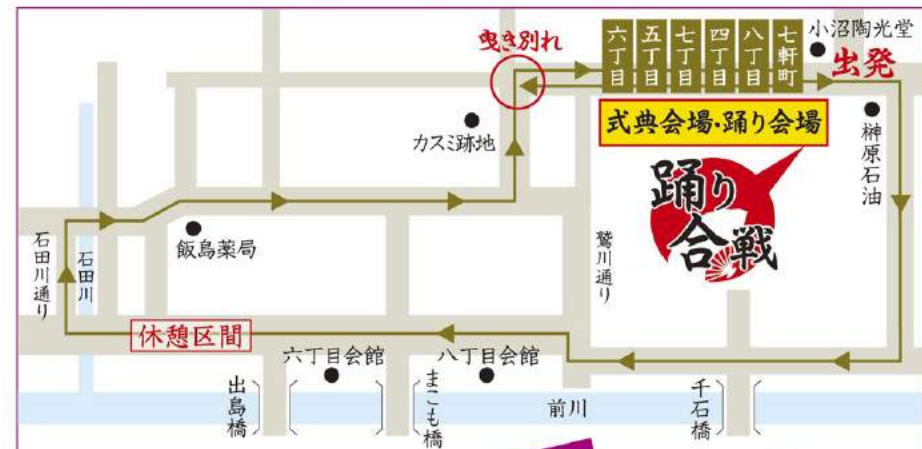 曳き別れ
六丁目
五丁目
七丁目
四丁目
八丁目
七軒町
小沼陶光堂
出発
式典会場・踊り会場
カスミ跡地
榊原石油
踊り
合戦
飯島薬局
石田川通り
石田川
鷲川通り
休憩区間
六丁目会館
八丁目会館
出島橋
まこも橋
前川
千石橋